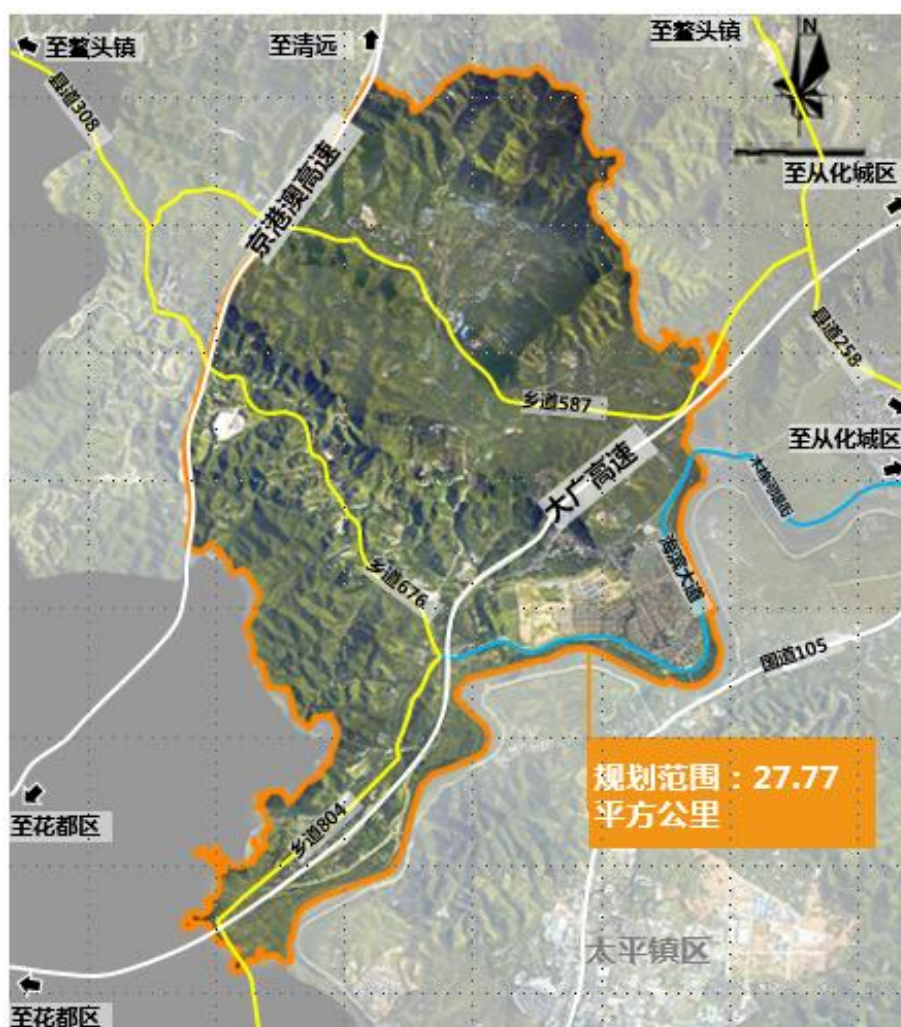 至鳌头镇
至清远
至鳌头镇
N
县道308
京港澳高速
至从化城区
县道258
乡道587
至从化城区
大广高速
海滨大道
乡道676
国道105
规划范围：27.77
平方公里
至花都区
乡道804
太平镇区
至花都区